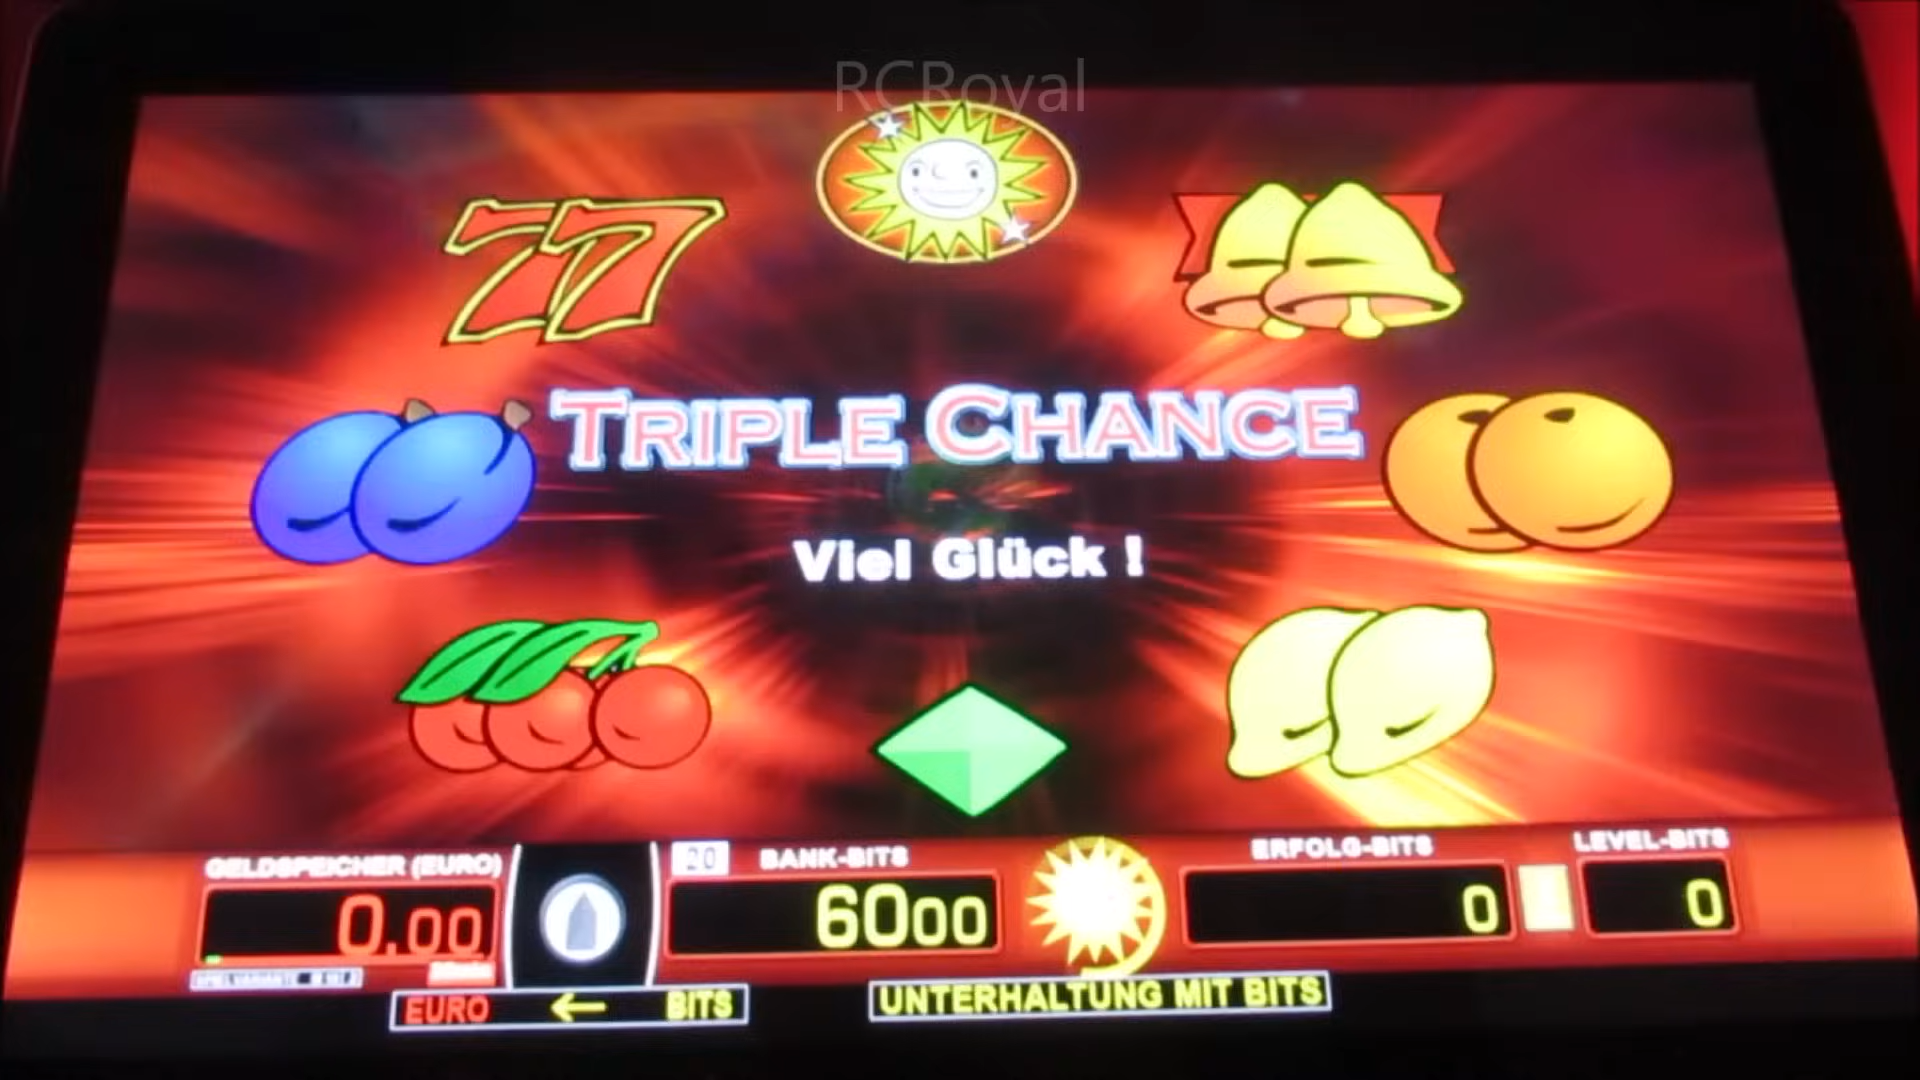 RCRoyal
77
TRIPLE CHANCE
Viel Glück !
GELDSPEICHER (EURO)
20
BANK-BITS
ERFOLG-BITS
LEVEL-BITS
0.00
6000
0
0
EURO ← BITS
UNTERHALTUNG MIT BITS